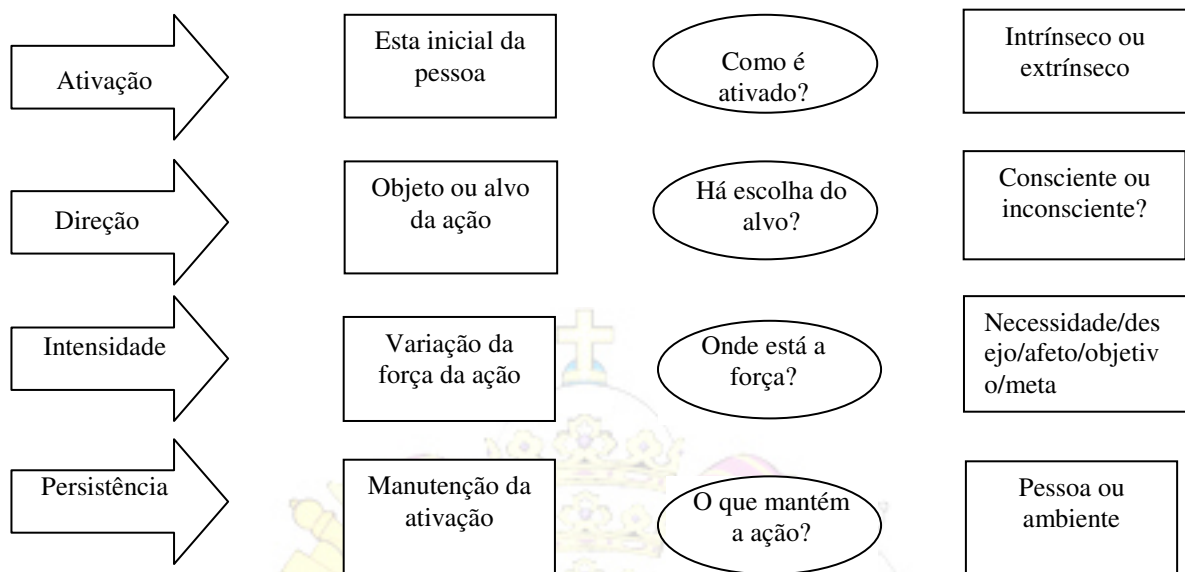 Ativação
Esta inicial da
pessoa
Como é
ativado?
Intrínseco ou
extrínseco
Direção
Objeto ou alvo
da ação
Há escolha do
alvo?
Consciente ou
inconsciente?
Intensidade
Variação da
força da ação
Onde está a
força?
Necessidade/des
ejo/afeto/objetiv
o/meta
Persistência
Manutenção da
ativação
O que mantém
a ação?
Pessoa ou
ambiente